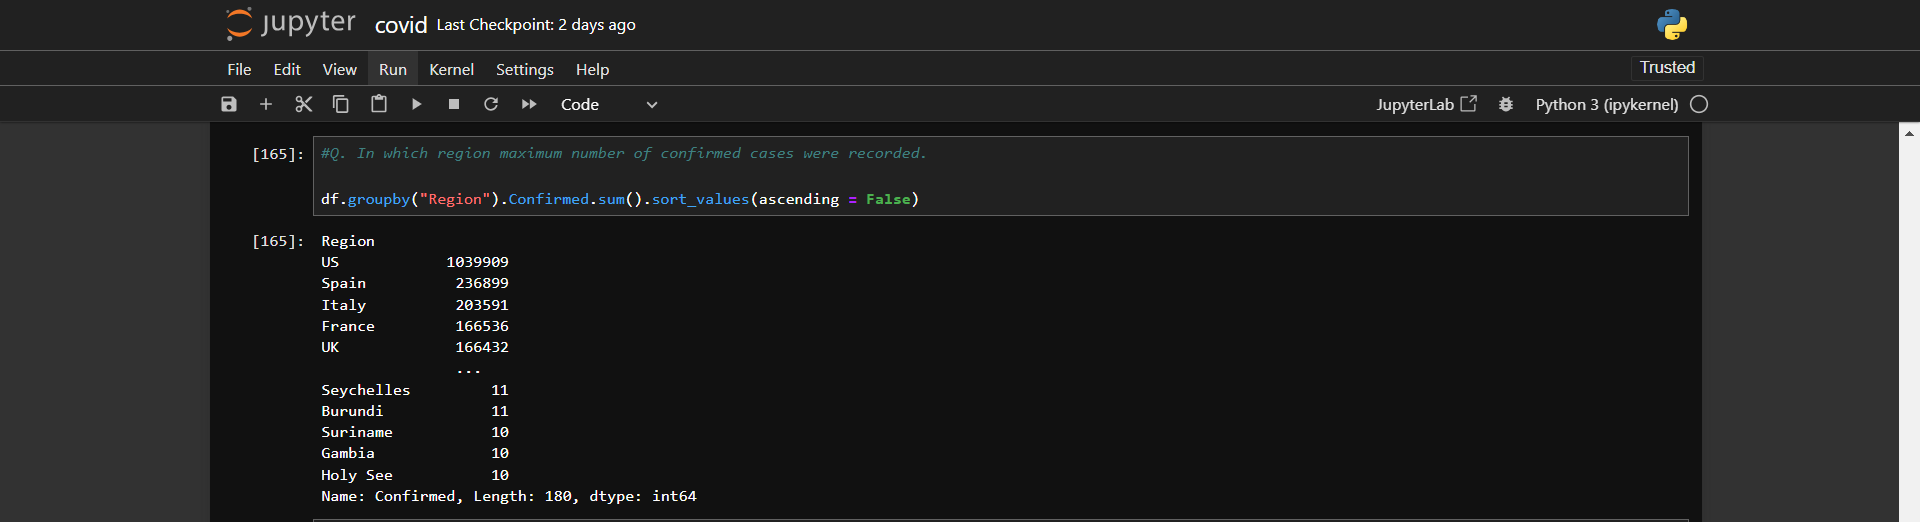 jupyter covid Last Checkpoint: 2 days ago
File Edit View Run Kernel Settings Help Trusted
Code JupyterLab Python 3 (ipykernel)
[165]: #Q. In which region maximum number of confirmed cases were recorded.
df.groupby("Region").Confirmed.sum().sort_values(ascending = False)
[165]: Region
US 1039909
Spain 236899
Italy 203591
France 166536
UK 166432
...
Seychelles 11
Burundi 11
Suriname 10
Gambia 10
Holy See 10
Name: Confirmed, Length: 180, dtype: int64